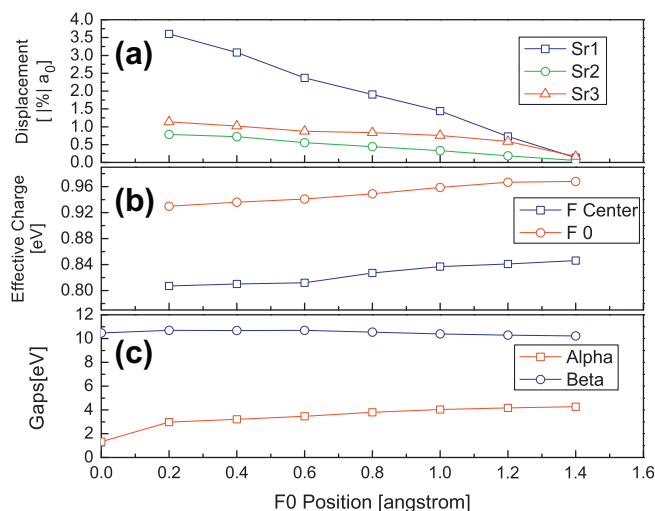 4.0
3.5
3.0
2.5
2.0
1.5
1.0
0.5
0.0
Displacement
[ |%| a0]
(a)
Sr1
Sr2
Sr3
0.96
0.92
0.88
0.84
0.80
Effective Charge
[eV]
(b)
F Center
F 0
12
10
8
6
4
2
0
Gaps[eV]
(c)
Alpha
Beta
0.0 0.2 0.4 0.6 0.8 1.0 1.2 1.4 1.6
F0 Position [angstrom]